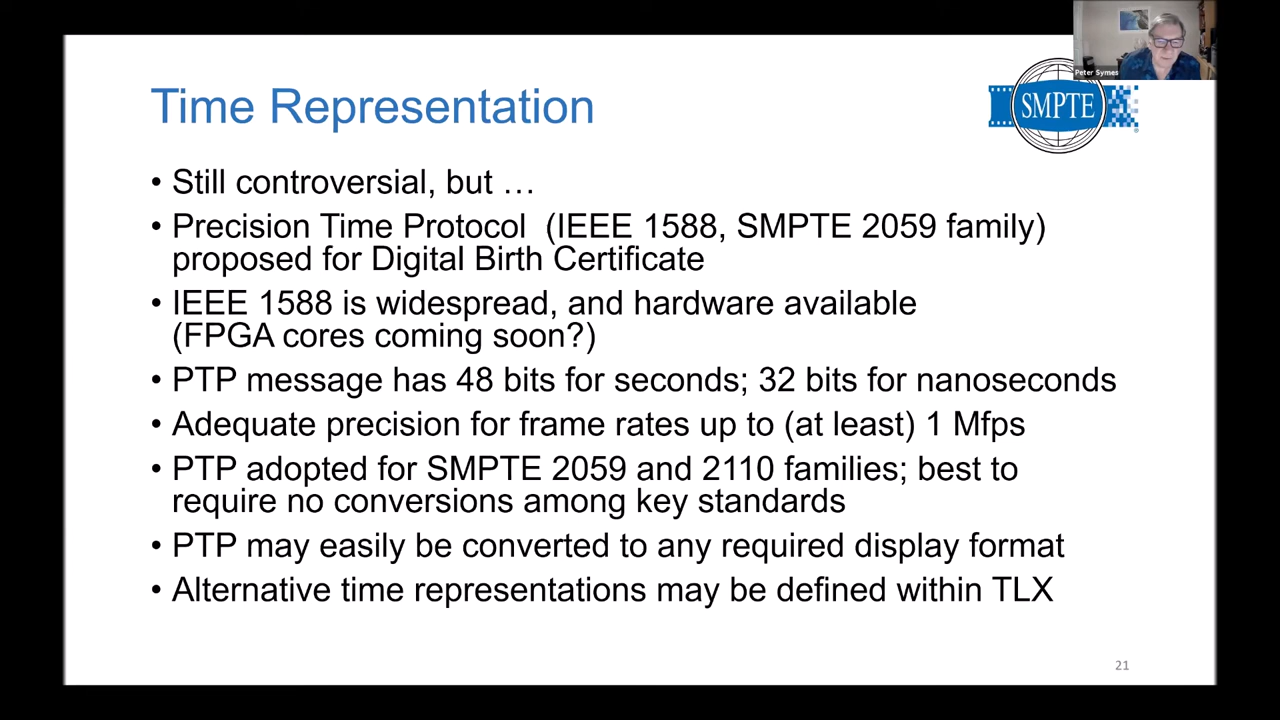 Peter Symes
Time Representation
SMPTE
• Still controversial, but …
• Precision Time Protocol (IEEE 1588, SMPTE 2059 family)
proposed for Digital Birth Certificate
• IEEE 1588 is widespread, and hardware available
(FPGA cores coming soon?)
• PTP message has 48 bits for seconds; 32 bits for nanoseconds
• Adequate precision for frame rates up to (at least) 1 Mfps
• PTP adopted for SMPTE 2059 and 2110 families; best to
require no conversions among key standards
• PTP may easily be converted to any required display format
• Alternative time representations may be defined within TLX
21